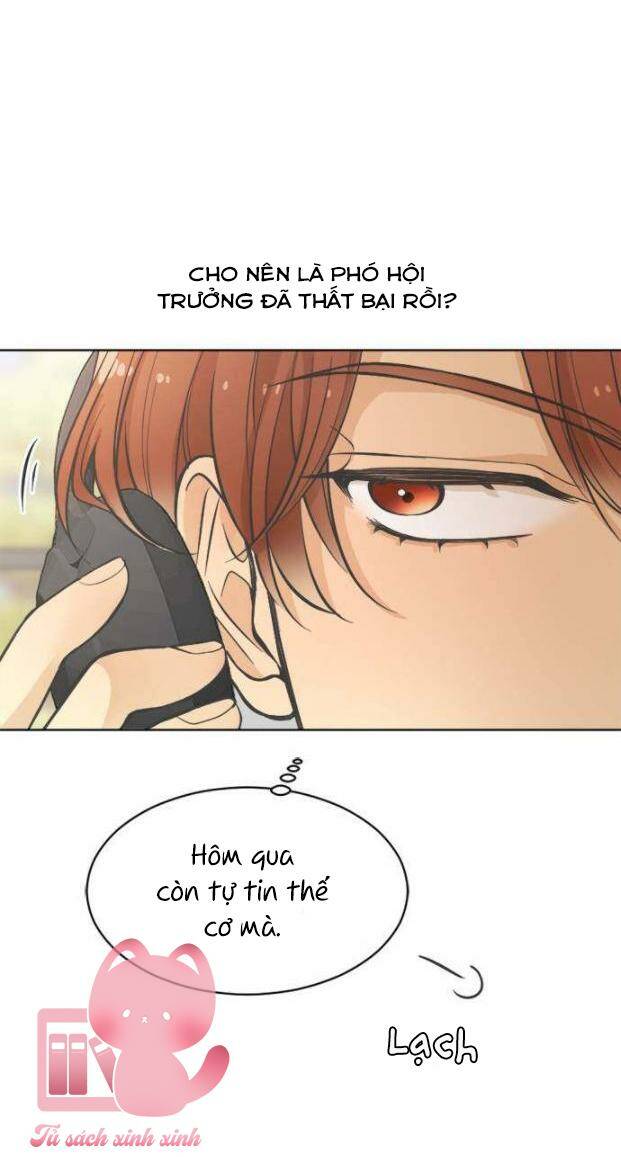 CHO NÊN LÀ PHÓ HỘI
TRƯỞNG ĐÃ THẤT BẠI RỒI?
Hôm qua
còn tự tin thế
cơ mà.
Lạch
Tủ sách xinh xinh